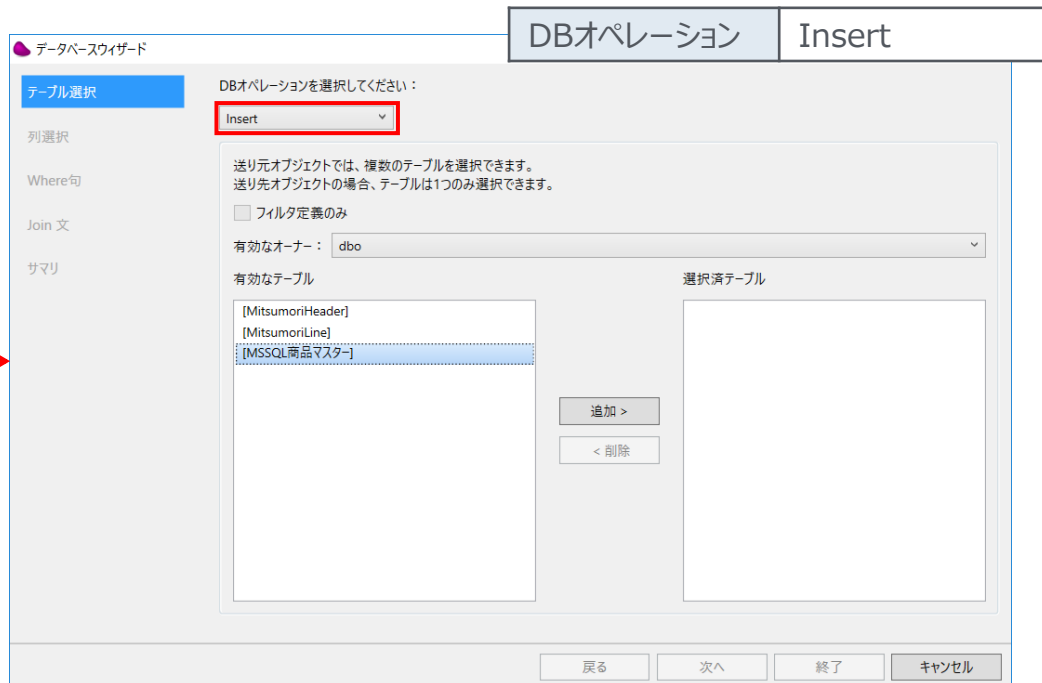 DBオペレーション Insert
データベースウィザード
テーブル選択
列選択
Where句
Join 文
サマリ
DBオペレーションを選択してください：
Insert
送り元オブジェクトでは、複数のテーブルを選択できます。
送り先オブジェクトの場合、テーブルは1つのみ選択できます。
フィルタ定義のみ
有効なオーナー： dbo
有効なテーブル
選択済テーブル
[MitsumoriHeader]
[MitsumoriLine]
[MSSQL商品マスター]
追加 >
< 削除
戻る
次へ
終了
キャンセル